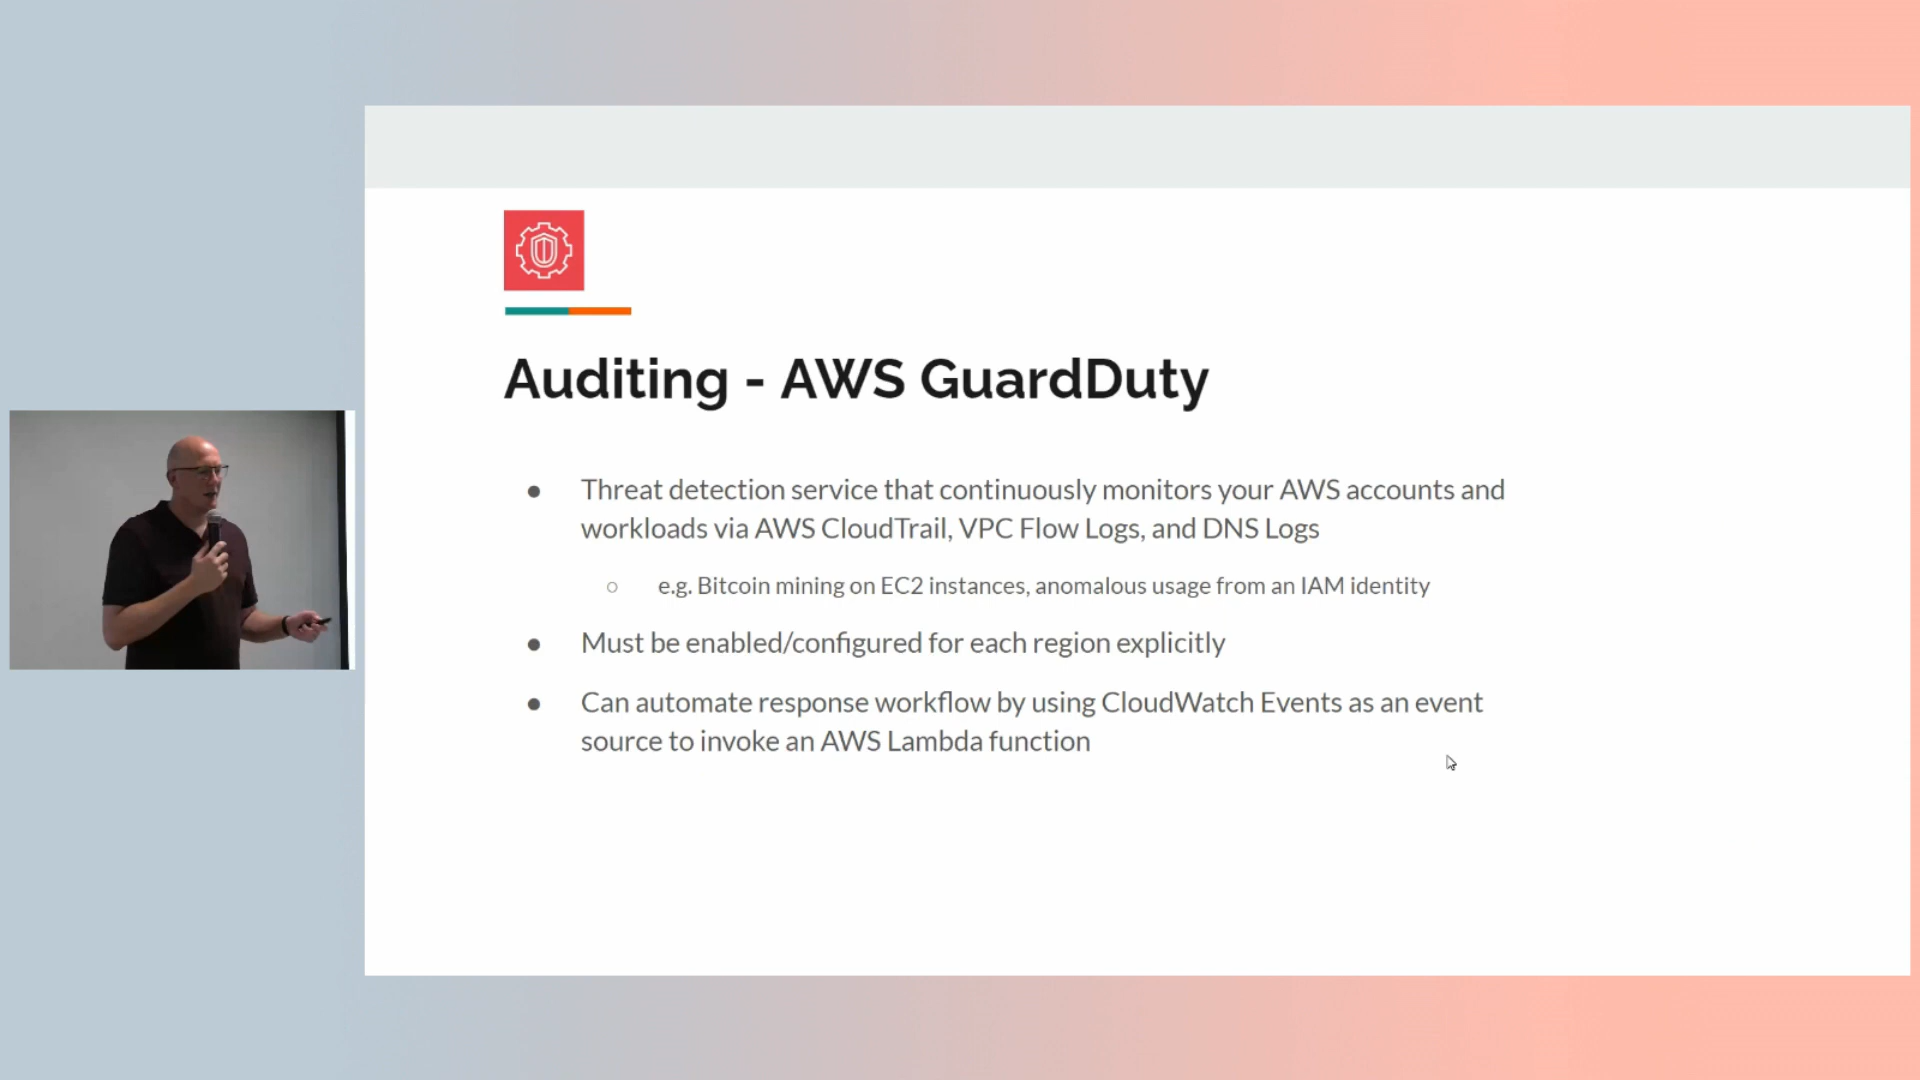 Auditing - AWS GuardDuty
● Threat detection service that continuously monitors your AWS accounts and
workloads via AWS CloudTrail, VPC Flow Logs, and DNS Logs
○ e.g. Bitcoin mining on EC2 instances, anomalous usage from an IAM identity
● Must be enabled/configured for each region explicitly
● Can automate response workflow by using CloudWatch Events as an event
source to invoke an AWS Lambda function